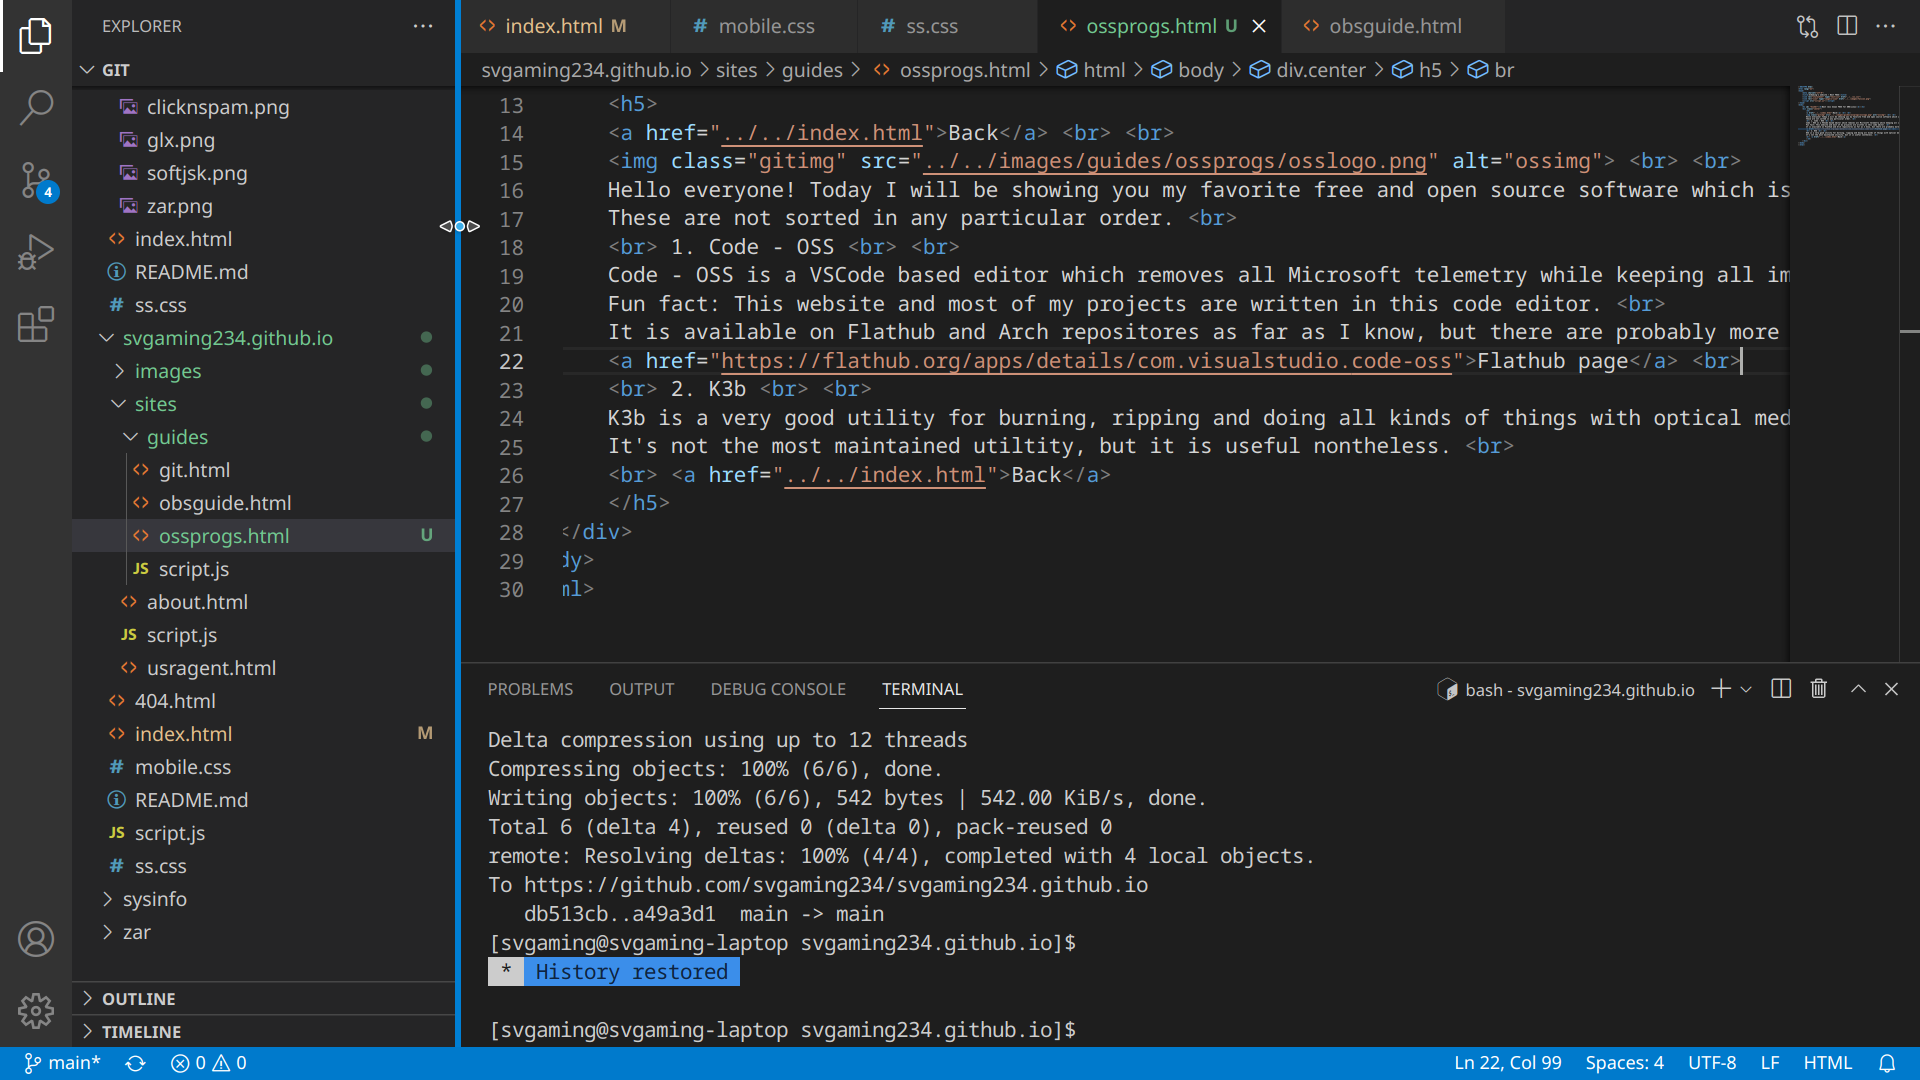 EXPLORER
GIT
clicknspam.png
glx.png
softjsk.png
zar.png
index.html
README.md
ss.css
svgaming234.github.io
images
sites
guides
git.html
obsguide.html
ossprogs.html U
JS script.js
about.html
JS script.js
usragent.html
404.html
index.html M
mobile.css
README.md
JS script.js
ss.css
sysinfo
zar
OUTLINE
TIMELINE
4
index.html M
# mobile.css
# ss.css
ossprogs.html U
obsguide.html
svgaming234.github.io > sites > guides > ossprogs.html > html > body > div.center > h5 > br
13 <h5>
14 <a href="../../index.html">Back</a> <br> <br>
15 <img class="gitimg" src="../../images/guides/ossprogs/osslogo.png" alt="ossimg"> <br> <br>
16 Hello everyone! Today I will be showing you my favorite free and open source software which is
17 These are not sorted in any particular order. <br>
18 <br> 1. Code - OSS <br> <br>
19 Code - OSS is a VSCode based editor which removes all Microsoft telemetry while keeping all im
20 Fun fact: This website and most of my projects are written in this code editor. <br>
21 It is available on Flathub and Arch repositores as far as I know, but there are probably more
22 <a href="https://flathub.org/apps/details/com.visualstudio.code-oss">Flathub page</a> <br>
23 <br> 2. K3b <br> <br>
24 K3b is a very good utility for burning, ripping and doing all kinds of things with optical med
25 It's not the most maintained utiltity, but it is useful nontheless. <br>
26 <br> <a href="../../index.html">Back</a>
27 </h5>
28 </div>
29 dy>
30 ml>
PROBLEMS OUTPUT DEBUG CONSOLE TERMINAL
bash - svgaming234.github.io
Delta compression using up to 12 threads
Compressing objects: 100% (6/6), done.
Writing objects: 100% (6/6), 542 bytes | 542.00 KiB/s, done.
Total 6 (delta 4), reused 0 (delta 0), pack-reused 0
remote: Resolving deltas: 100% (4/4), completed with 4 local objects.
To https://github.com/svgaming234/svgaming234.github.io
db513cb..a49a3d1 main -> main
[svgaming@svgaming-laptop svgaming234.github.io]$
* History restored
[svgaming@svgaming-laptop svgaming234.github.io]$
main* 0 0
Ln 22, Col 99 Spaces: 4 UTF-8 LF HTML